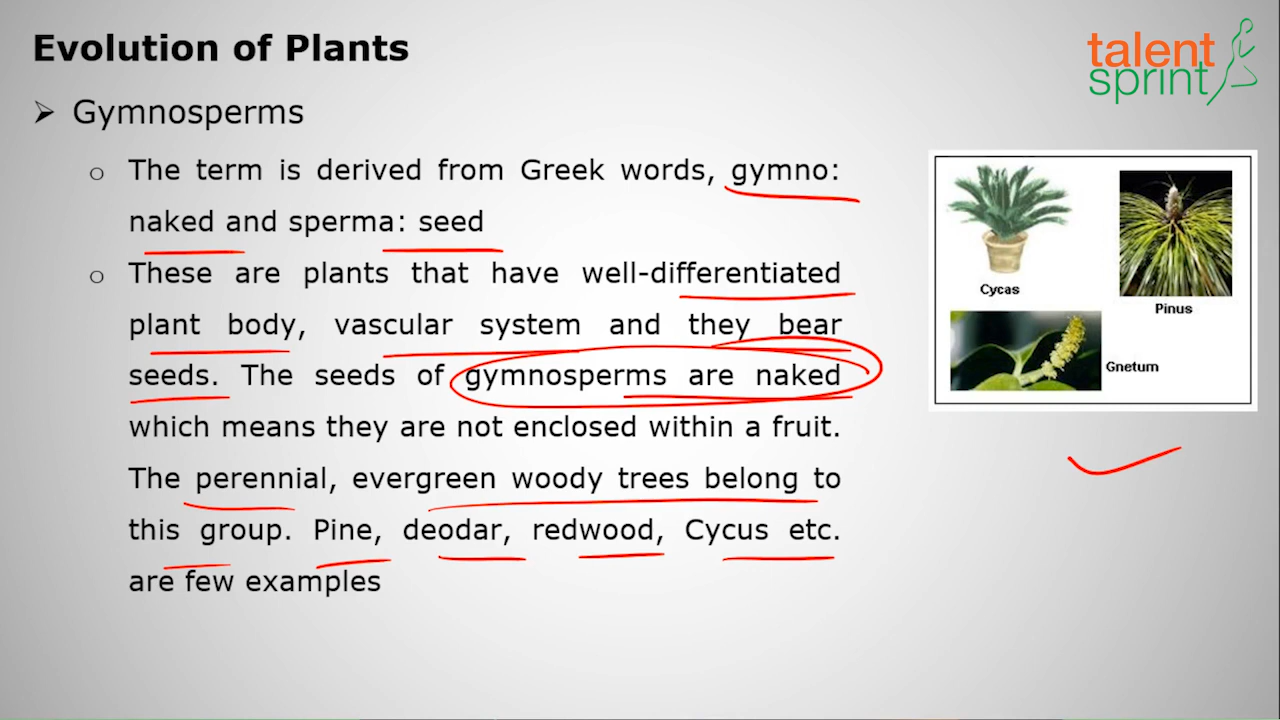 Evolution of Plants
talent
sprint
➢ Gymnosperms
o The term is derived from Greek words, gymno:
naked and sperma: seed
o These are plants that have well-differentiated
plant body, vascular system and they bear
seeds. The seeds of gymnosperms are naked
which means they are not enclosed within a fruit.
The perennial, evergreen woody trees belong to
this group. Pine, deodar, redwood, Cycus etc.
are few examples
Cycas
Pinus
Gnetum